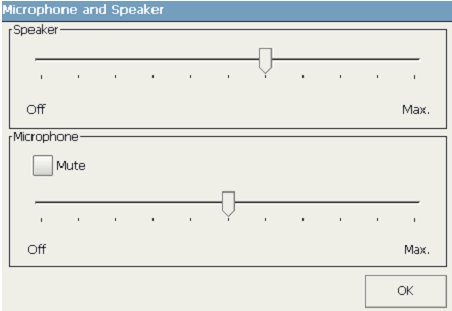 Microphone and Speaker
Speaker
Off Max.
Microphone
Mute
Off Max.
OK